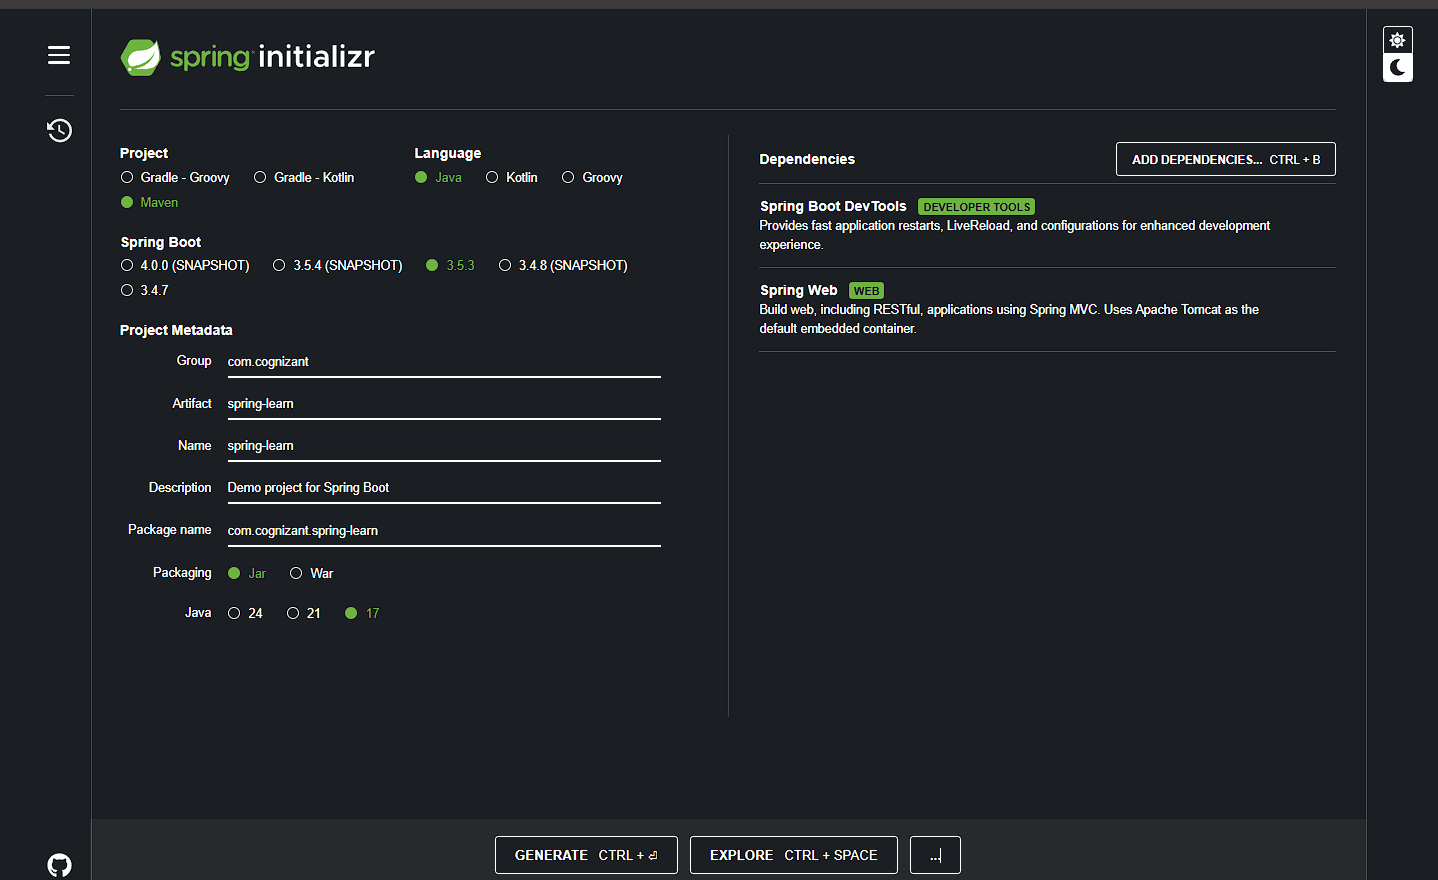 spring initializr
Project
Gradle - Groovy Gradle - Kotlin
Maven
Language
Java Kotlin Groovy
Spring Boot
4.0.0 (SNAPSHOT) 3.5.4 (SNAPSHOT) 3.5.3 3.4.8 (SNAPSHOT)
3.4.7
Project Metadata
Group com.cognizant
Artifact spring-learn
Name spring-learn
Description Demo project for Spring Boot
Package name com.cognizant.spring-learn
Packaging Jar War
Java 24 21 17
Dependencies ADD DEPENDENCIES... CTRL + B
Spring Boot DevTools DEVELOPER TOOLS
Provides fast application restarts, LiveReload, and configurations for enhanced development
experience.
Spring Web WEB
Build web, including RESTful, applications using Spring MVC. Uses Apache Tomcat as the
default embedded container.
GENERATE CTRL + ⏎ EXPLORE CTRL + SPACE ...